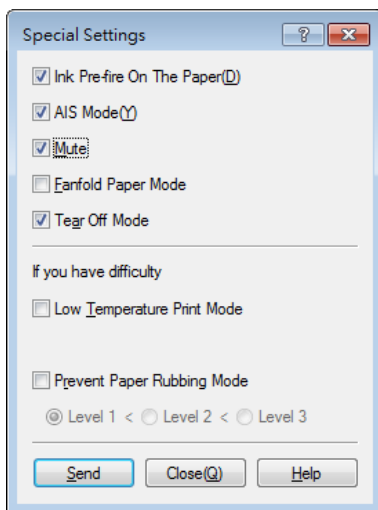 Special Settings
Ink Pre-fire On The Paper(D)
AIS Mode(Y)
Mute
Fanfold Paper Mode
Tear Off Mode
If you have difficulty
Low Temperature Print Mode
Prevent Paper Rubbing Mode
Level 1 < Level 2 < Level 3
Send Close(Q) Help